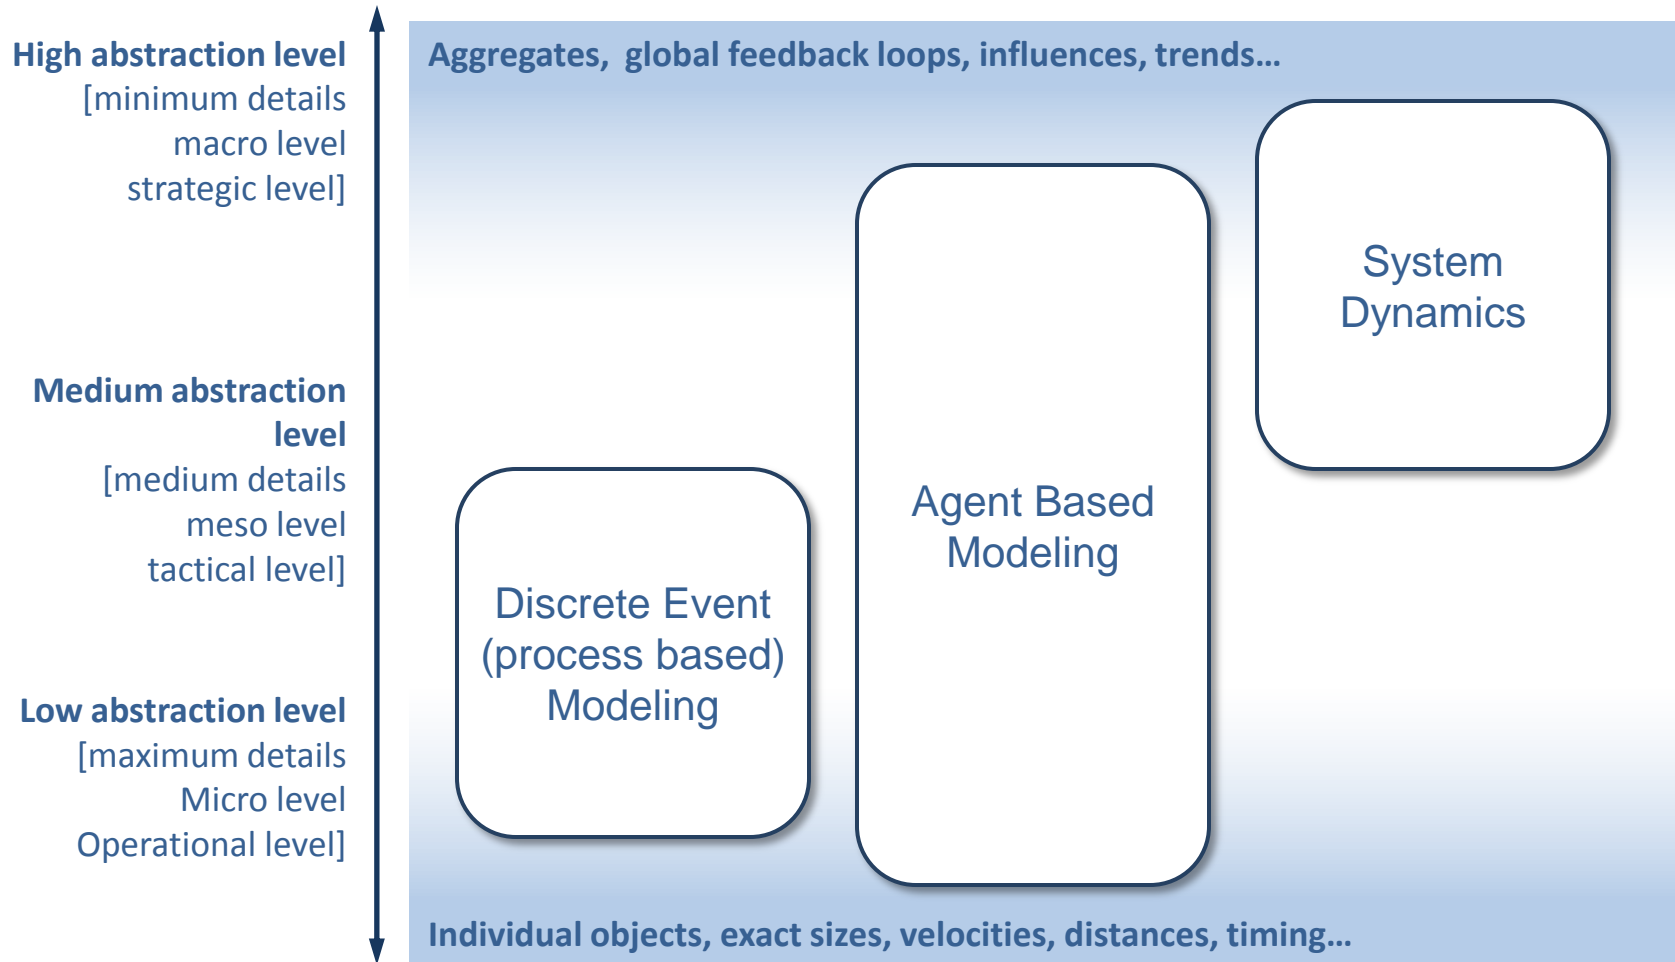 High abstraction level
[minimum details
macro level
strategic level]
Medium abstraction
level
[medium details
meso level
tactical level]
Low abstraction level
[maximum details
Micro level
Operational level]
Aggregates,  global feedback loops, influences, trends…
Discrete Event
(process based)
Modeling
Agent Based
Modeling
System
Dynamics
Individual objects, exact sizes, velocities, distances, timing…